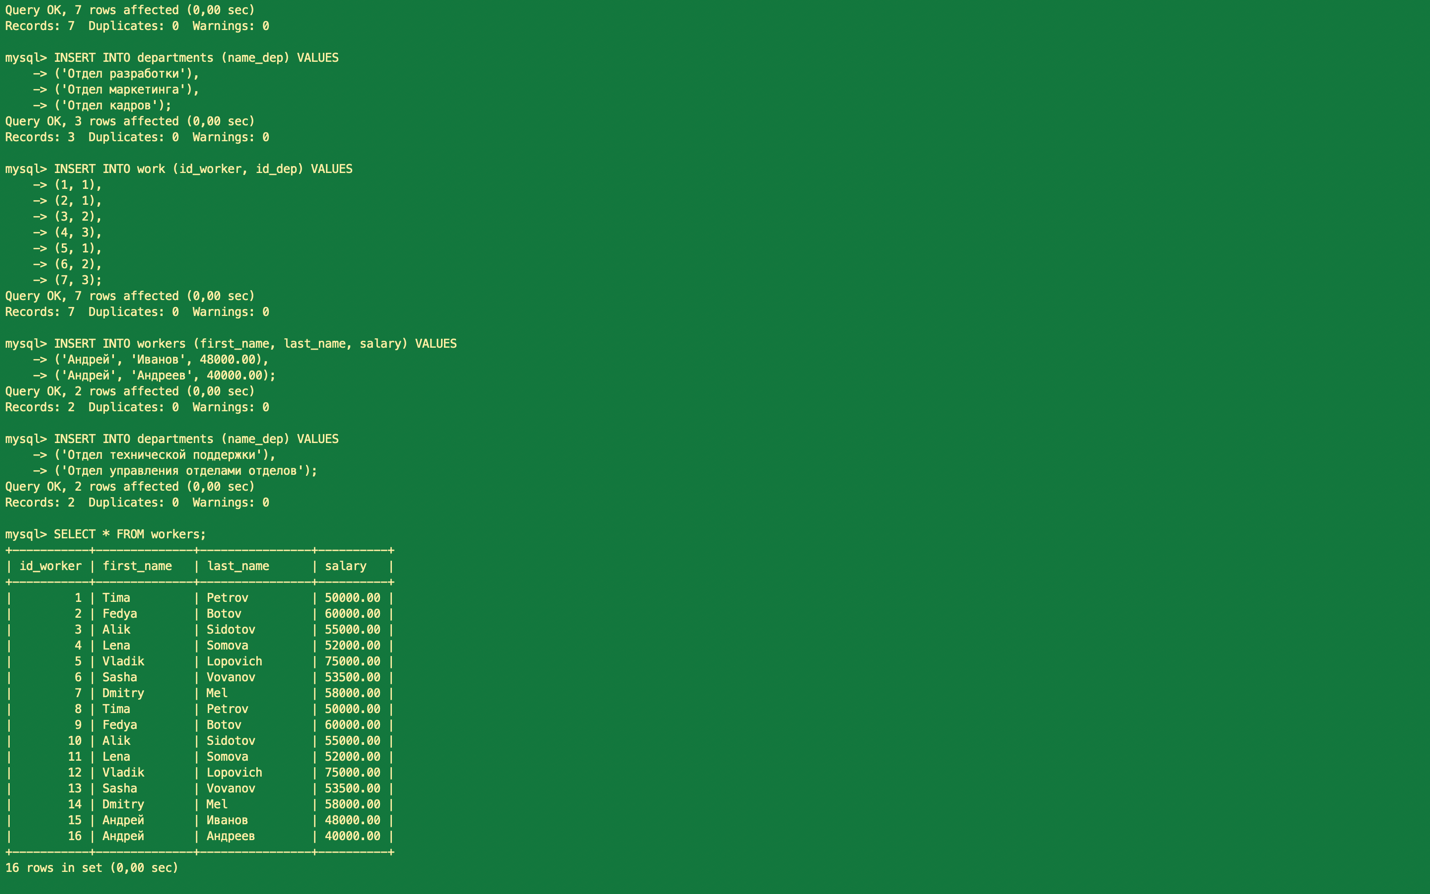 Query OK, 7 rows affected (0,00 sec)
Records: 7  Duplicates: 0  Warnings: 0
mysql> INSERT INTO departments (name_dep) VALUES
    -> ('Отдел разработки'),
    -> ('Отдел маркетинга'),
    -> ('Отдел кадров');
Query OK, 3 rows affected (0,00 sec)
Records: 3  Duplicates: 0  Warnings: 0
mysql> INSERT INTO work (id_worker, id_dep) VALUES
    -> (1, 1),
    -> (2, 1),
    -> (3, 2),
    -> (4, 3),
    -> (5, 1),
    -> (6, 2),
    -> (7, 3);
Query OK, 7 rows affected (0,00 sec)
Records: 7  Duplicates: 0  Warnings: 0
mysql> INSERT INTO workers (first_name, last_name, salary) VALUES
    -> ('Андрей', 'Иванов', 48000.00),
    -> ('Андрей', 'Андреев', 40000.00);
Query OK, 2 rows affected (0,00 sec)
Records: 2  Duplicates: 0  Warnings: 0
mysql> INSERT INTO departments (name_dep) VALUES
    -> ('Отдел технической поддержки'),
    -> ('Отдел управления отделами отделов');
Query OK, 2 rows affected (0,00 sec)
Records: 2  Duplicates: 0  Warnings: 0
mysql> SELECT * FROM workers;
+-----------+--------------+----------------+----------+
| id_worker | first_name   | last_name      | salary   |
+-----------+--------------+----------------+----------+
|         1 | Tima         | Petrov         | 50000.00 |
|         2 | Fedya        | Botov          | 60000.00 |
|         3 | Alik         | Sidotov        | 55000.00 |
|         4 | Lena         | Somova         | 52000.00 |
|         5 | Vladik       | Lopovich       | 75000.00 |
|         6 | Sasha        | Vovanov        | 53500.00 |
|         7 | Dmitry       | Mel            | 58000.00 |
|         8 | Tima         | Petrov         | 50000.00 |
|         9 | Fedya        | Botov          | 60000.00 |
|        10 | Alik         | Sidotov        | 55000.00 |
|        11 | Lena         | Somova         | 52000.00 |
|        12 | Vladik       | Lopovich       | 75000.00 |
|        13 | Sasha        | Vovanov        | 53500.00 |
|        14 | Dmitry       | Mel            | 58000.00 |
|        15 | Андрей       | Иванов         | 48000.00 |
|        16 | Андрей       | Андреев        | 40000.00 |
+-----------+--------------+----------------+----------+
16 rows in set (0,00 sec)